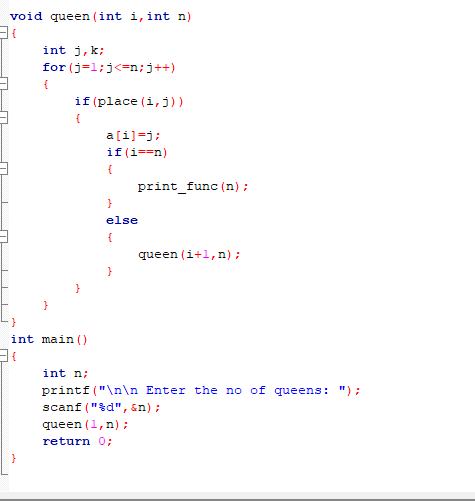 void queen(int i,int n)
{
    int j,k;
    for(j=1;j<=n;j++)
    {
        if(place(i,j))
        {
            a[i]=j;
            if(i==n)
            {
                print_func(n);
            }
            else
            {
                queen(i+1,n);
            }
        }
    }
}
int main()
{
    int n;
    printf("\n\n Enter the no of queens: ");
    scanf("%d",&n);
    queen(1,n);
    return 0;
}